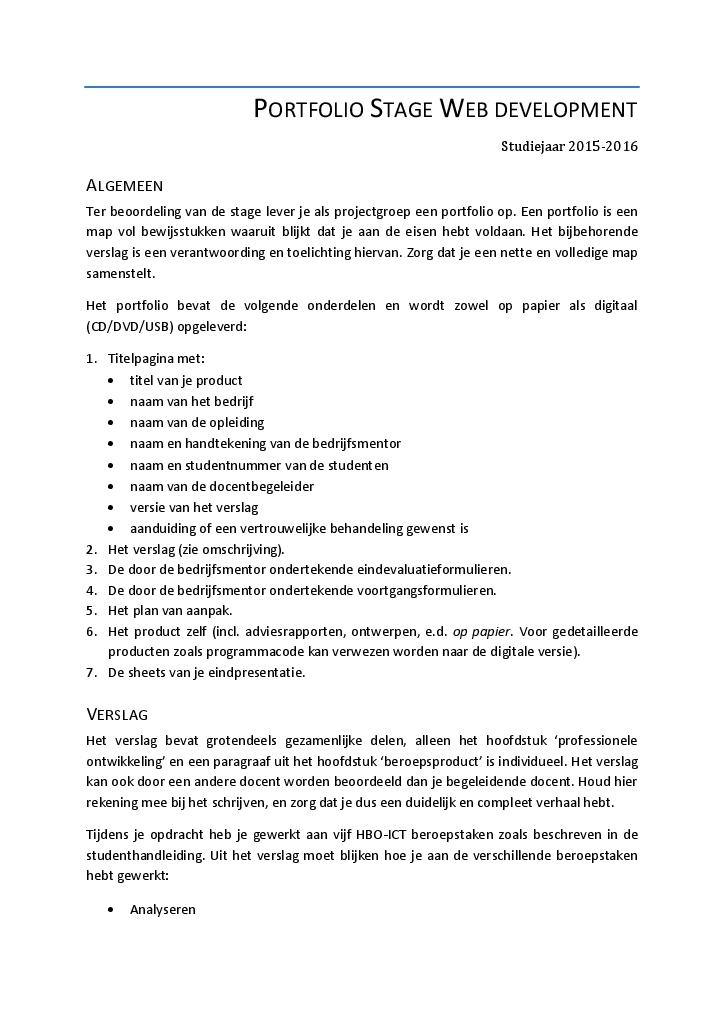 PORTFOLIO STAGE WEB DEVELOPMENT
Studiejaar 2015-2016
ALGEMEEN
Ter beoordeling van de stage lever je als projectgroep een portfolio op. Een portfolio is een
map vol bewijsstukken waaruit blijkt dat je aan de eisen hebt voldaan. Het bijbehorende
verslag is een verantwoording en toelichting hiervan. Zorg dat je een nette en volledige map
samenstelt.
Het portfolio bevat de volgende onderdelen en wordt zowel op papier als digitaal
(CD/DVD/USB) opgeleverd:
1. Titelpagina met:
• titel van je product
• naam van het bedrijf
• naam van de opleiding
• naam en handtekening van de bedrijfsmentor
• naam en studentnummer van de studenten
• naam van de docentbegeleider
• versie van het verslag
• aanduiding of een vertrouwelijke behandeling gewenst is
2. Het verslag (zie omschrijving).
3. De door de bedrijfsmentor ondertekende eindevaluatieformulieren.
4. De door de bedrijfsmentor ondertekende voortgangsformulieren.
5. Het plan van aanpak.
6. Het product zelf (incl. adviesrapporten, ontwerpen, e.d. op papier. Voor gedetailleerde
producten zoals programmacode kan verwezen worden naar de digitale versie).
7. De sheets van je eindpresentatie.
VERSLAG
Het verslag bevat grotendeels gezamenlijke delen, alleen het hoofdstuk ‘professionele
ontwikkeling’ en een paragraaf uit het hoofdstuk ‘beroepsproduct’ is individueel. Het verslag
kan ook door een andere docent worden beoordeeld dan je begeleidende docent. Houd hier
rekening mee bij het schrijven, en zorg dat je dus een duidelijk en compleet verhaal hebt.
Tijdens je opdracht heb je gewerkt aan vijf HBO-ICT beroepstaken zoals beschreven in de
studenthandleiding. Uit het verslag moet blijken hoe je aan de verschillende beroepstaken
hebt gewerkt:
• Analyseren